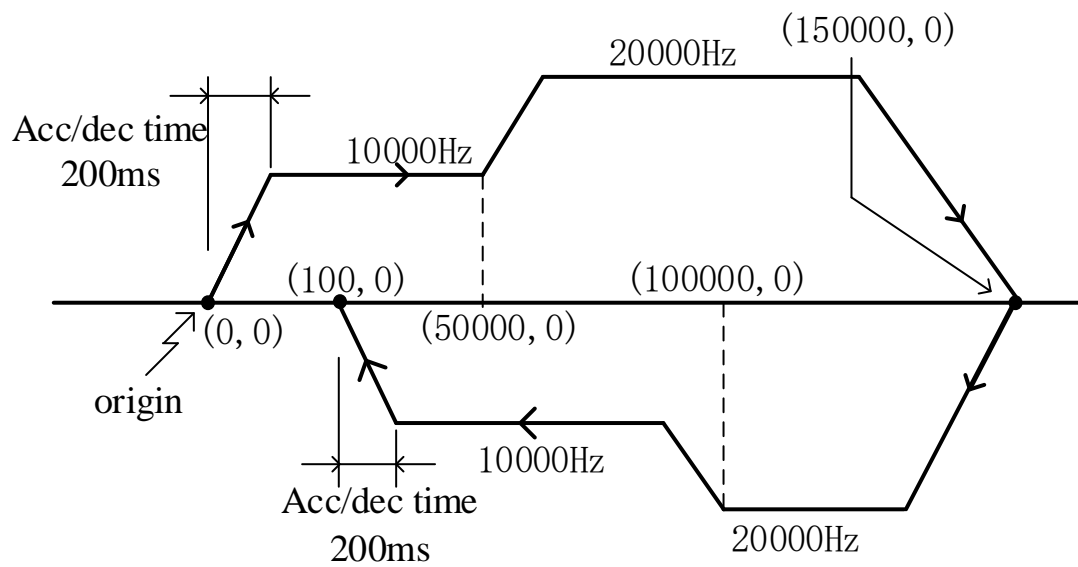 (150000,0)
20000Hz
Acc/dec time
200ms
10000Hz
(100,0)
(100000,0)
(0,0)
(50000,0)
origin
10000Hz
Acc/dec time
200ms
20000Hz